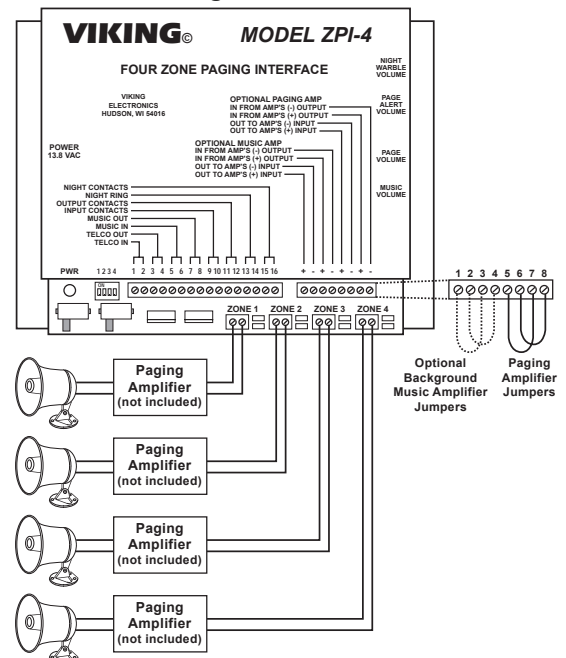 VIKING© MODEL ZPI-4
FOUR ZONE PAGING INTERFACE
VIKING
ELECTRONICS
HUDSON, WI 54016
POWER
13.8 VAC
NIGHT
WARBLE
VOLUME
PAGE
ALERT
VOLUME
PAGE
VOLUME
MUSIC
VOLUME
OPTIONAL PAGING AMP
IN FROM AMP'S (-) OUTPUT
IN FROM AMP'S (+) OUTPUT
OUT TO AMP'S (-) INPUT
OUT TO AMP'S (+) INPUT
OPTIONAL MUSIC AMP
IN FROM AMP'S (-) OUTPUT
IN FROM AMP'S (+) OUTPUT
OUT TO AMP'S (-) INPUT
OUT TO AMP'S (+) INPUT
NIGHT CONTACTS
NIGHT RING
OUTPUT CONTACTS
INPUT CONTACTS
MUSIC OUT
MUSIC IN
TELCO OUT
TELCO IN
PWR 1 2 3 4 1 2 3 4 5 6 7 8 9 10 11 12 13 14 15 16 + - + - + - + -
ON
ZONE 1 ZONE 2 ZONE 3 ZONE 4
1 2 3 4 5 6 7 8
Optional
Background
Music Amplifier
Jumpers
Paging
Amplifier
Jumpers
Paging
Amplifier
(not included)
Paging
Amplifier
(not included)
Paging
Amplifier
(not included)
Paging
Amplifier
(not included)